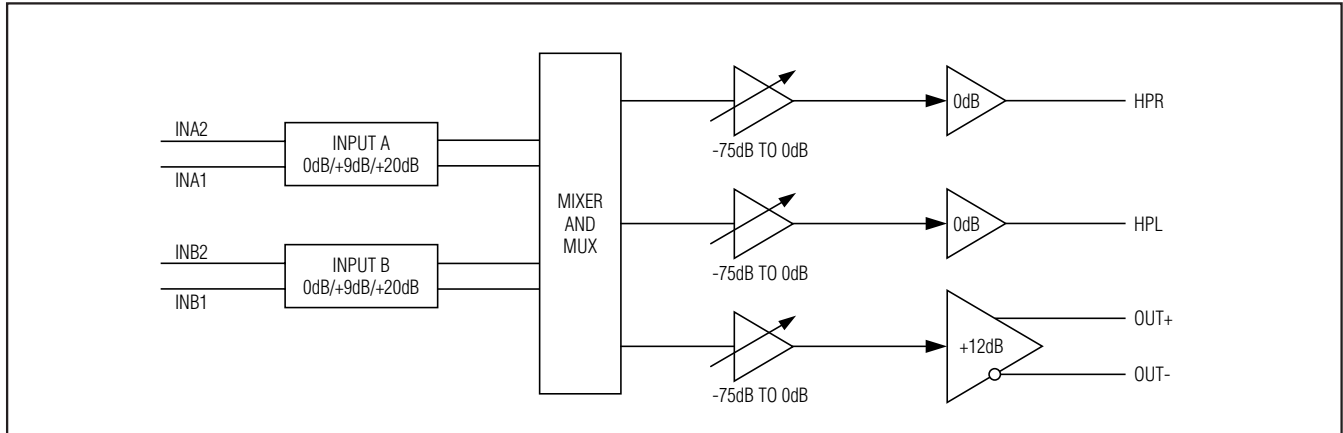 INA2
INA1
INPUT A
0dB/+9dB/+20dB
INB2
INB1
INPUT B
0dB/+9dB/+20dB
MIXER
AND
MUX
-75dB TO 0dB
0dB
HPR
-75dB TO 0dB
0dB
HPL
-75dB TO 0dB
+12dB
OUT+
OUT-